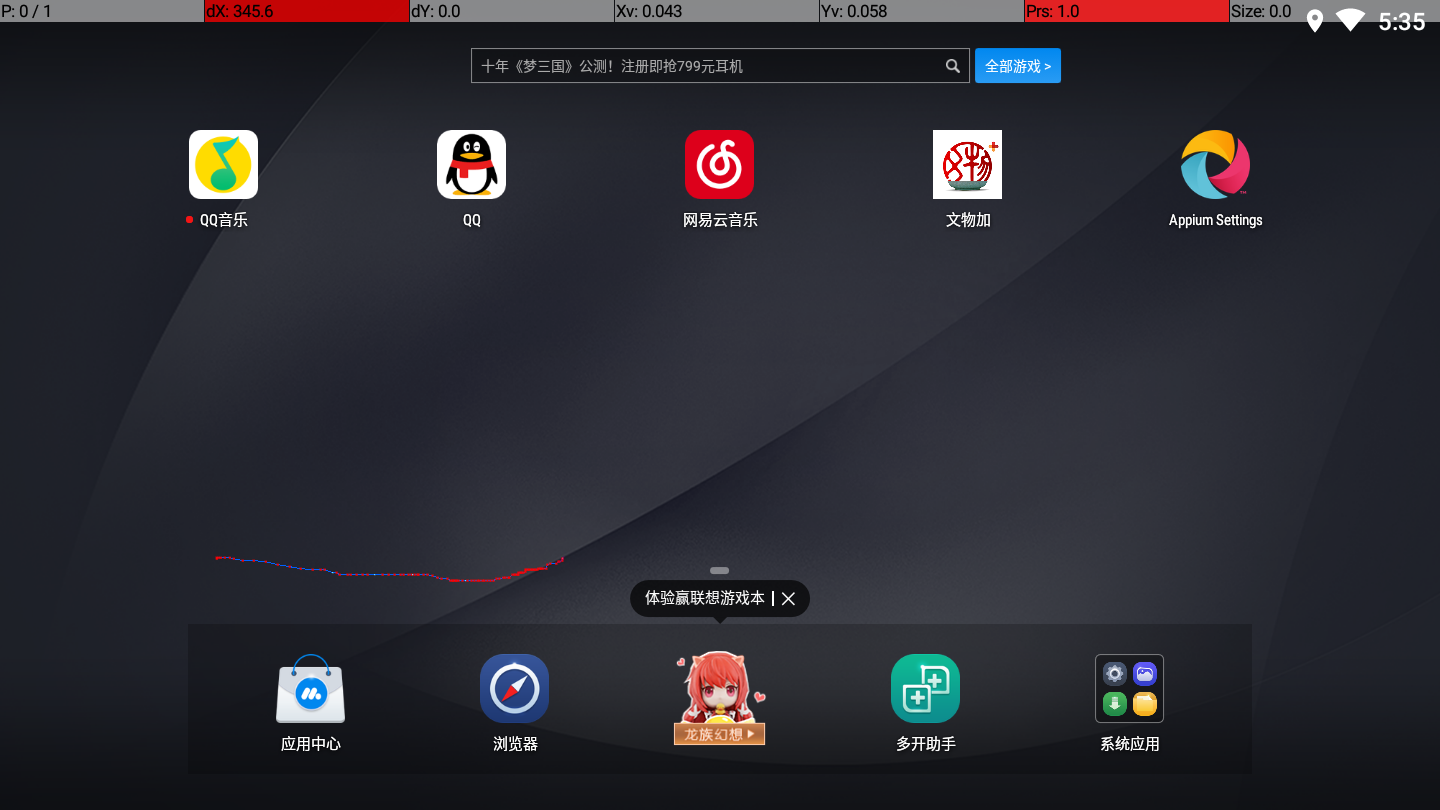 P: 0 / 1
dX: 345.6
dY: 0.0
Xv: 0.043
Yv: 0.058
Prs: 1.0
Size: 0.0
5:35
十年《梦三国》公测！注册即抢799元耳机
全部游戏 >
QQ音乐
QQ
网易云音乐
文物加
Appium Settings
体验赢联想游戏本
龙族幻想
应用中心
浏览器
多开助手
系统应用